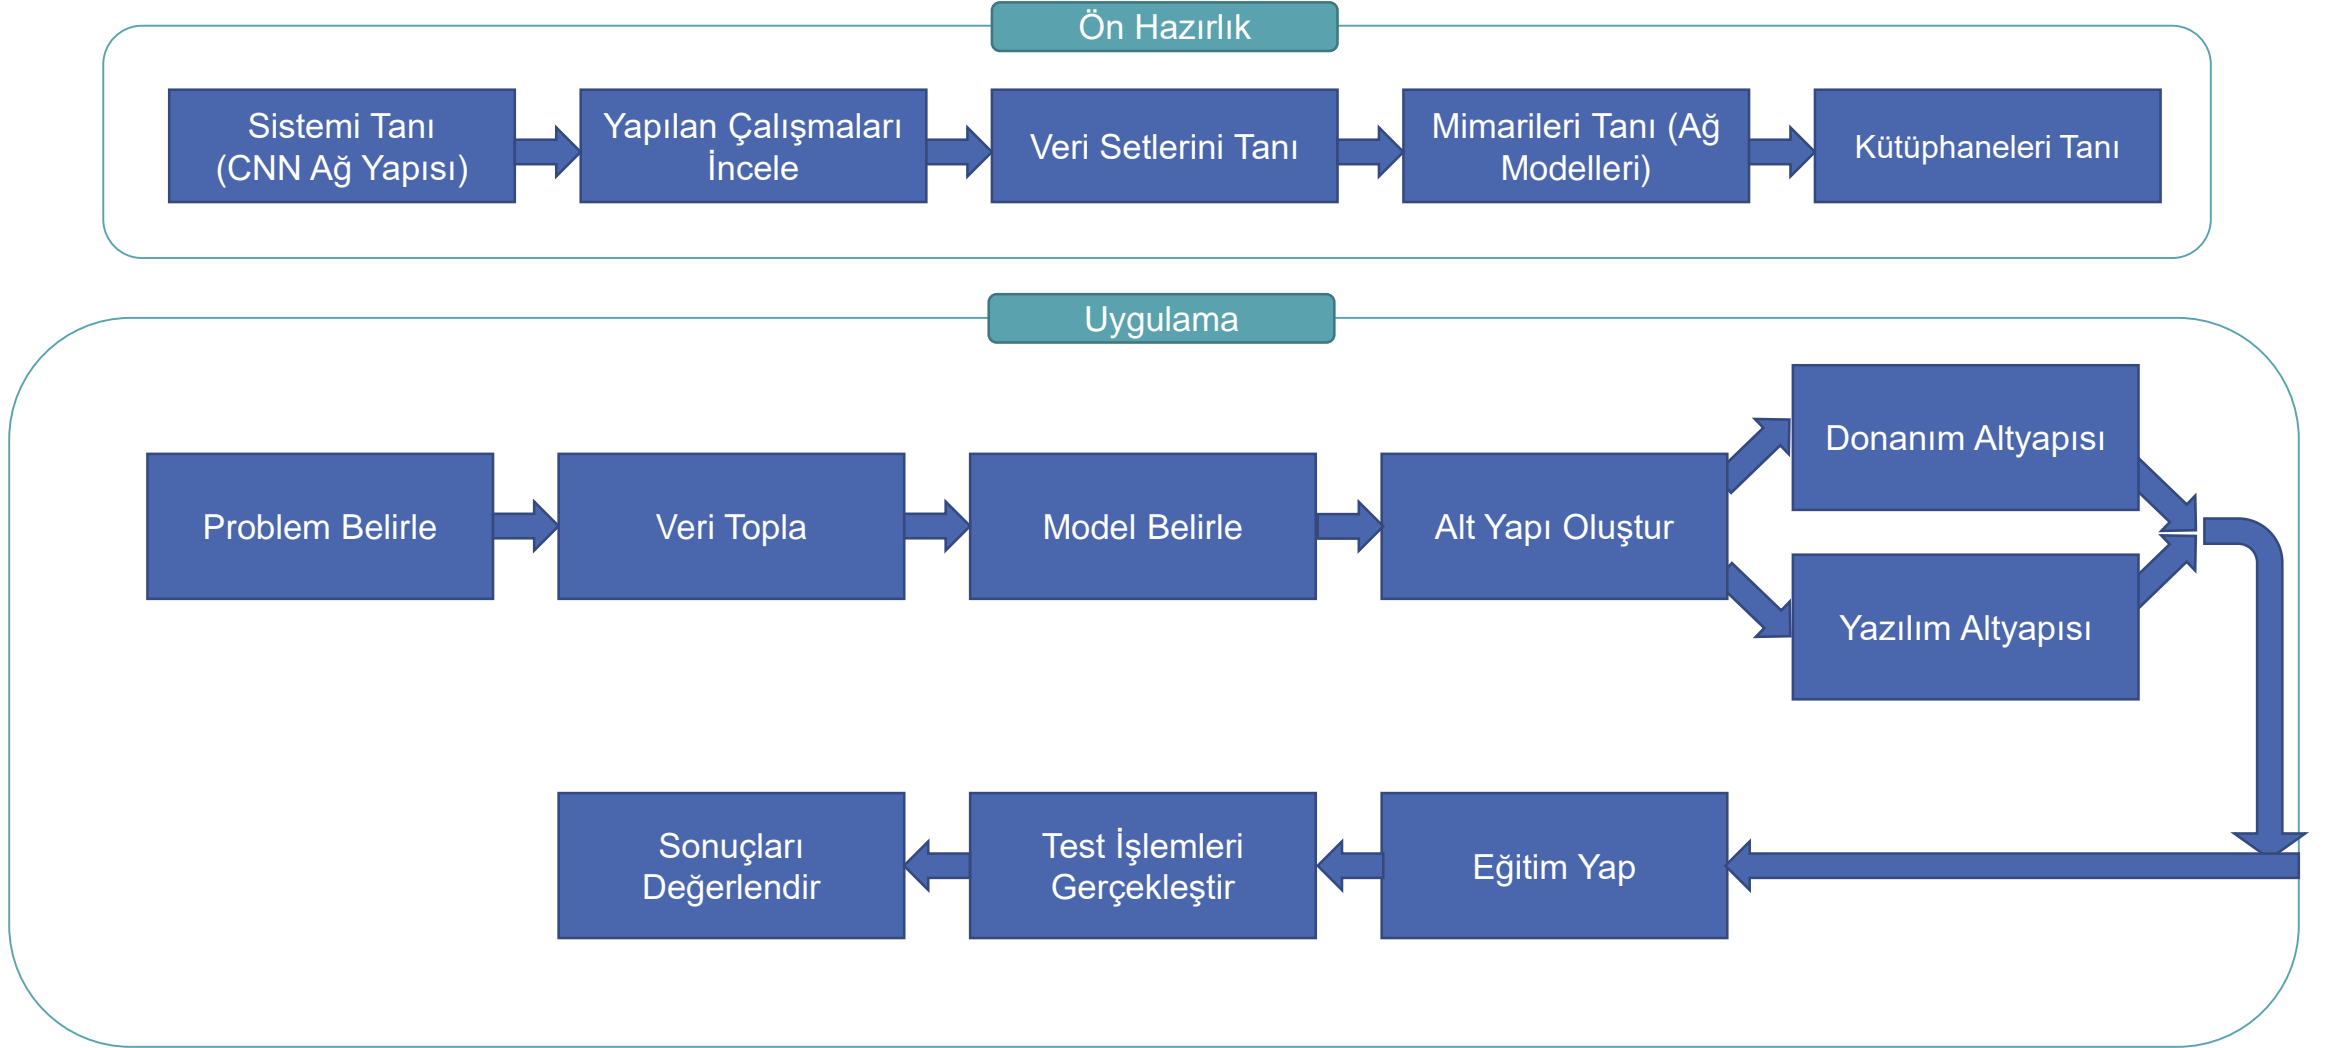 Ön Hazırlık
Sistemi Tanı
(CNN Ağ Yapısı)
Yapılan Çalışmaları
İncele
Veri Setlerini Tanı
Mimarileri Tanı (Ağ
Modelleri)
Kütüphaneleri Tanı
Uygulama
Problem Belirle
Veri Topla
Model Belirle
Alt Yapı Oluştur
Donanım Altyapısı
Yazılım Altyapısı
Eğitim Yap
Test İşlemleri
Gerçekleştir
Sonuçları
Değerlendir